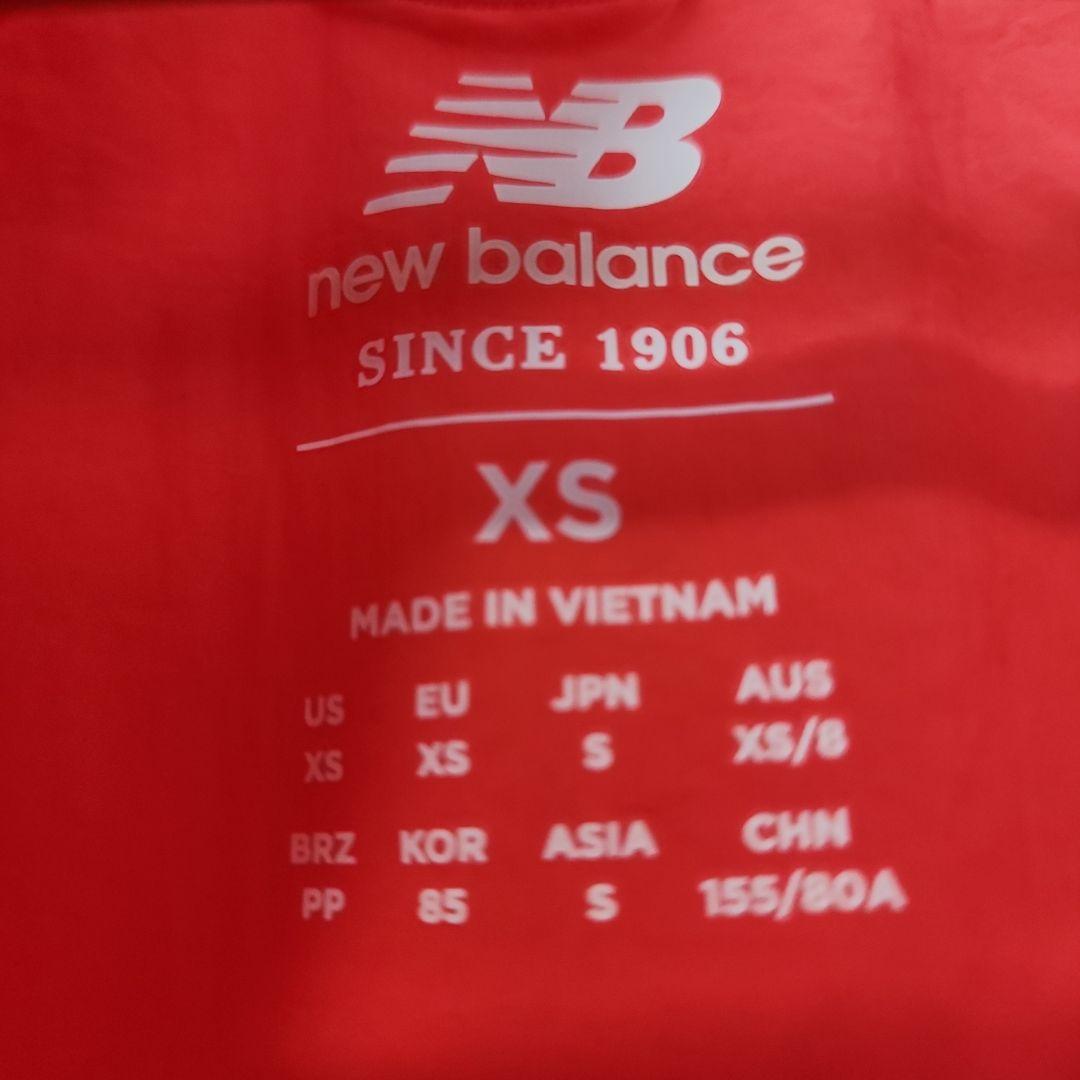 NB
new balance
SINCE 1906
XS
MADE IN VIETNAM
US EU JPN AUS
XS XS S XS/8
BRZ KOR ASIA CHN
PP 85 S 155/80A